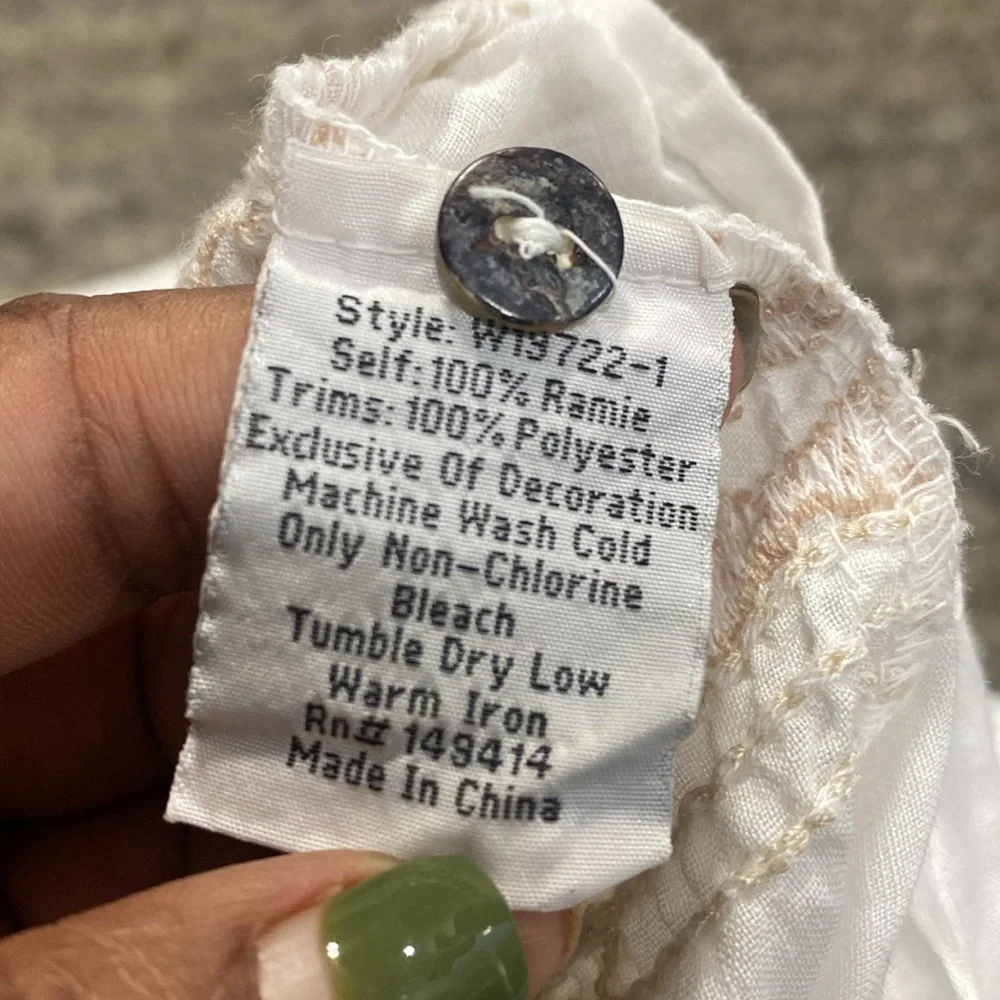 Style: W19722-1
Self:100% Ramie
Trims: 100% Polyester
Exclusive Of Decoration
Machine Wash Cold
Only Non-Chlorine
Bleach
Tumble Dry Low
Warm Iron
Rn# 149414
Made In China